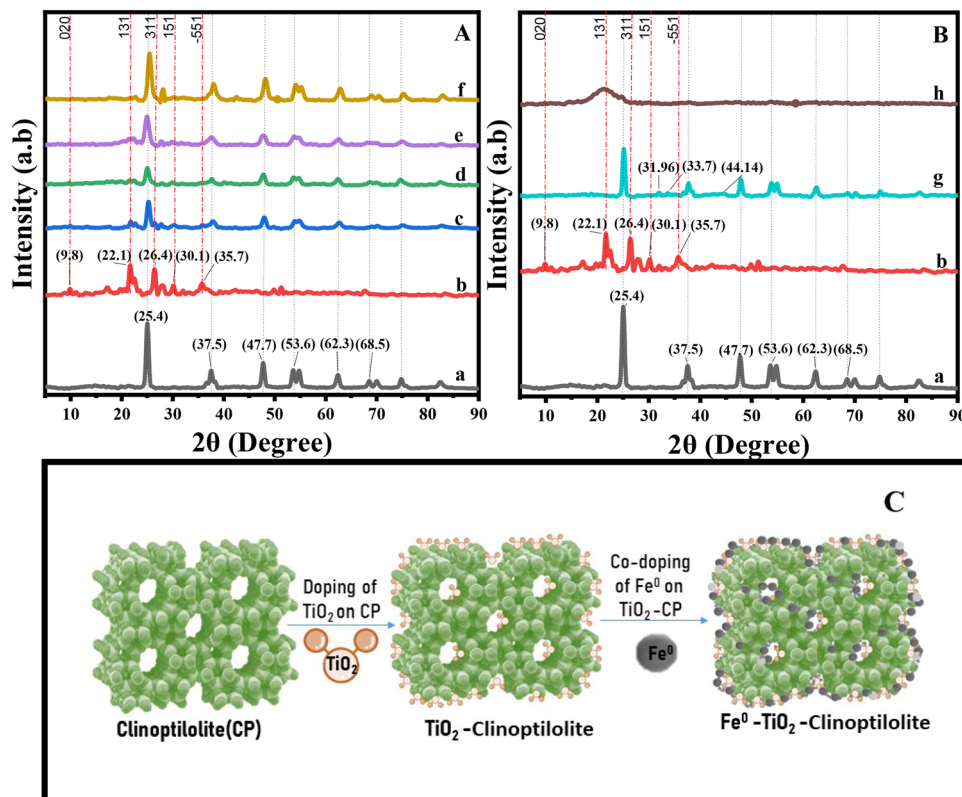 020
131
311
151
-551
A
f
e
d
c
(9.8)
(22.1)
(26.4)
(30.1)
(35.7)
b
(25.4)
(37.5)
(47.7)
(53.6)
(62.3)
(68.5)
a
10 20 30 40 50 60 70 80 90
2θ (Degree)
Intensity (a.b)
020
131
311
151
-551
B
h
(31.96)
(33.7)
(44.14)
g
(9.8)
(22.1)
(26.4)
(30.1)
(35.7)
b
(25.4)
(37.5)
(47.7)
(53.6)
(62.3)
(68.5)
a
10 20 30 40 50 60 70 80 90
2θ (Degree)
Intensity (a.b)
C
Doping of
TiO₂ on CP
TiO₂
Co-doping
of Fe⁰ on
TiO₂-CP
Fe⁰
Clinoptilolite(CP)
TiO₂-Clinoptilolite
Fe⁰-TiO₂-Clinoptilolite